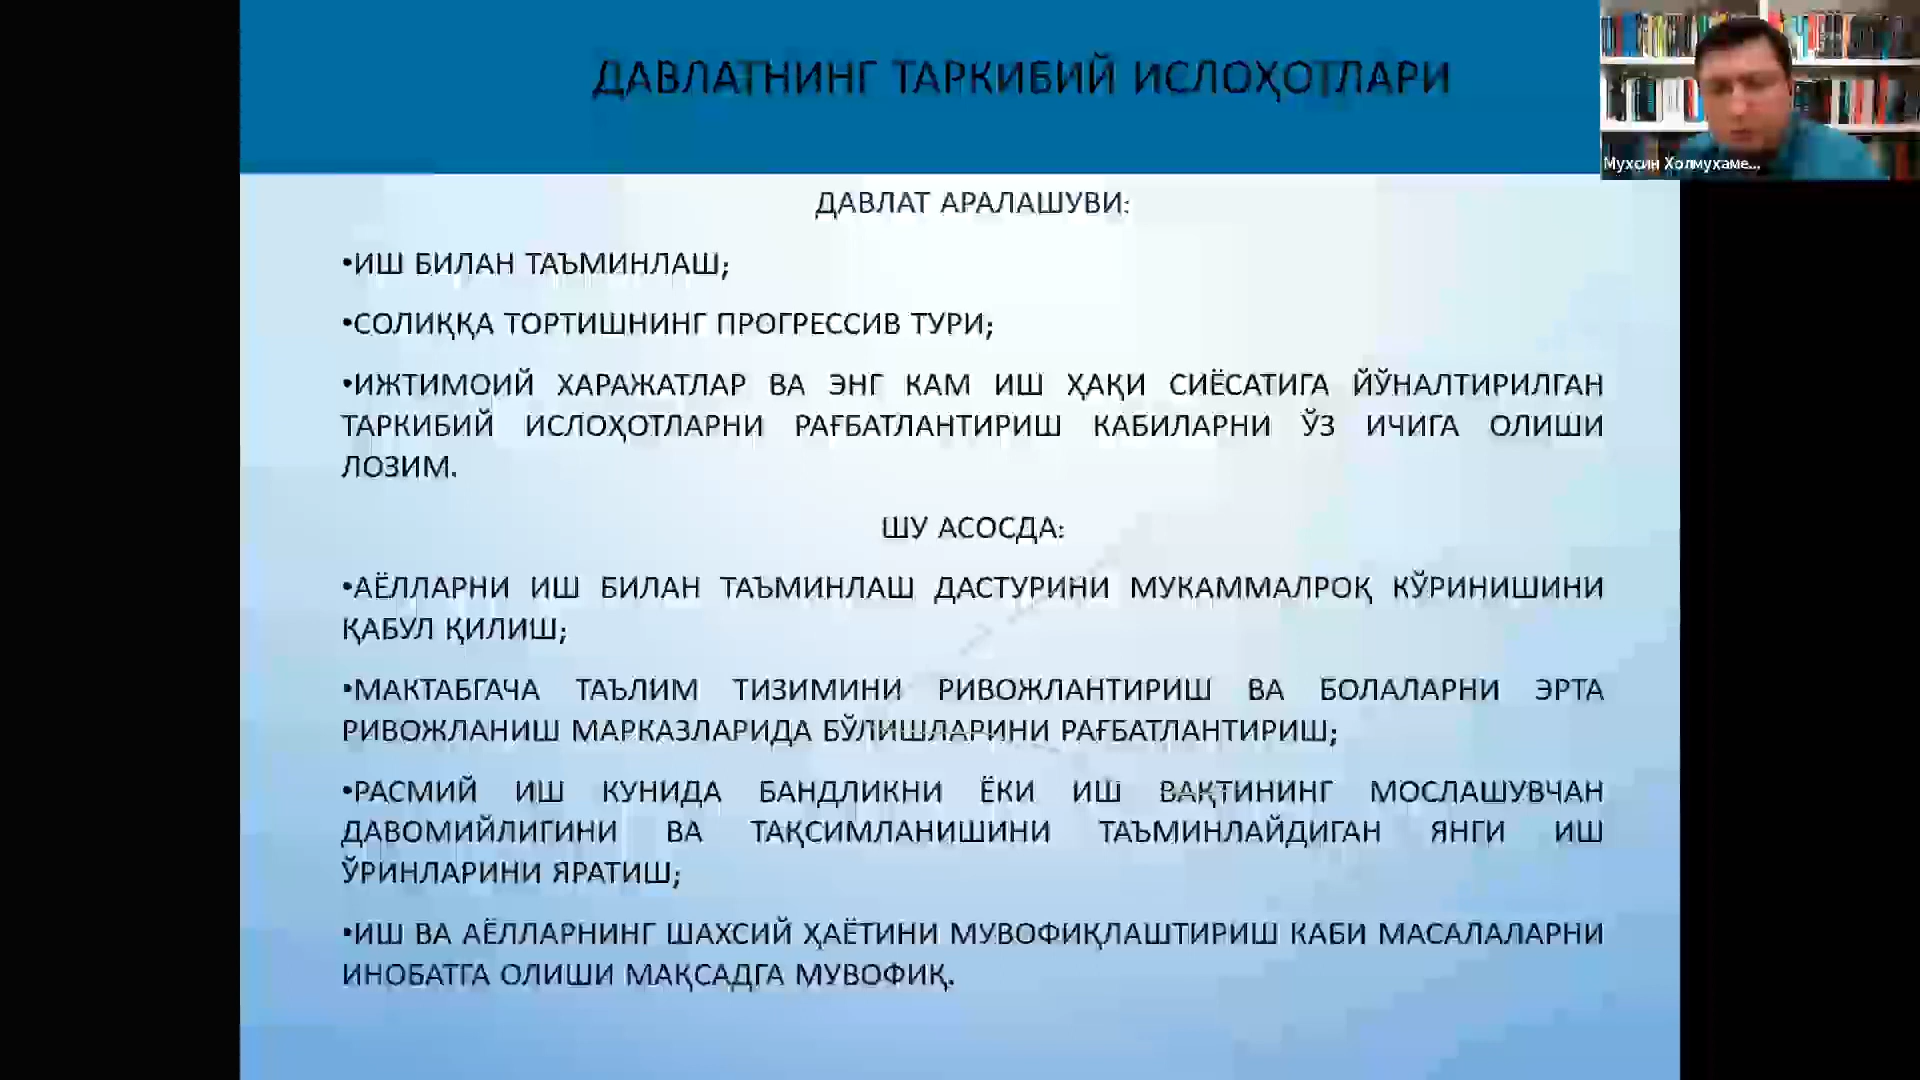 ДАВЛАТНИНГ ТАРКИБИЙ ИСЛОҲОТЛАРИ
Мухсин Холмухаме...
ДАВЛАТ АРАЛАШУВИ:
•ИШ БИЛАН ТАЪМИНЛАШ;
•СОЛИҚҚА ТОРТИШНИНГ ПРОГРЕССИВ ТУРИ;
•ИЖТИМОИЙ ХАРАЖАТЛАР ВА ЭНГ КАМ ИШ ҲАҚИ СИЁСАТИГА ЙЎНАЛТИРИЛГАН
ТАРКИБИЙ ИСЛОҲОТЛАРНИ РАҒБАТЛАНТИРИШ КАБИЛАРНИ ЎЗ ИЧИГА ОЛИШИ
ЛОЗИМ.
ШУ АСОСДА:
•АЁЛЛАРНИ ИШ БИЛАН ТАЪМИНЛАШ ДАСТУРИНИ МУКАММАЛРОҚ КЎРИНИШИНИ
ҚАБУЛ ҚИЛИШ;
•МАКТАБГАЧА ТАЪЛИМ ТИЗИМИНИ РИВОЖЛАНТИРИШ ВА БОЛАЛАРНИ ЭРТА
РИВОЖЛАНИШ МАРКАЗЛАРИДА БЎЛИШЛАРИНИ РАҒБАТЛАНТИРИШ;
•РАСМИЙ ИШ КУНИДА БАНДЛИКНИ ЁКИ ИШ ВАҚТИНИНГ МОСЛАШУВЧАН
ДАВОМИЙЛИГИНИ ВА ТАҚСИМЛАНИШИНИ ТАЪМИНЛАЙДИГАН ЯНГИ ИШ
ЎРИНЛАРИНИ ЯРАТИШ;
•ИШ ВА АЁЛЛАРНИНГ ШАХСИЙ ҲАЁТИНИ МУВОФИҚЛАШТИРИШ КАБИ МАСАЛАЛАРНИ
ИНОБАТГА ОЛИШИ МАҚСАДГА МУВОФИҚ.